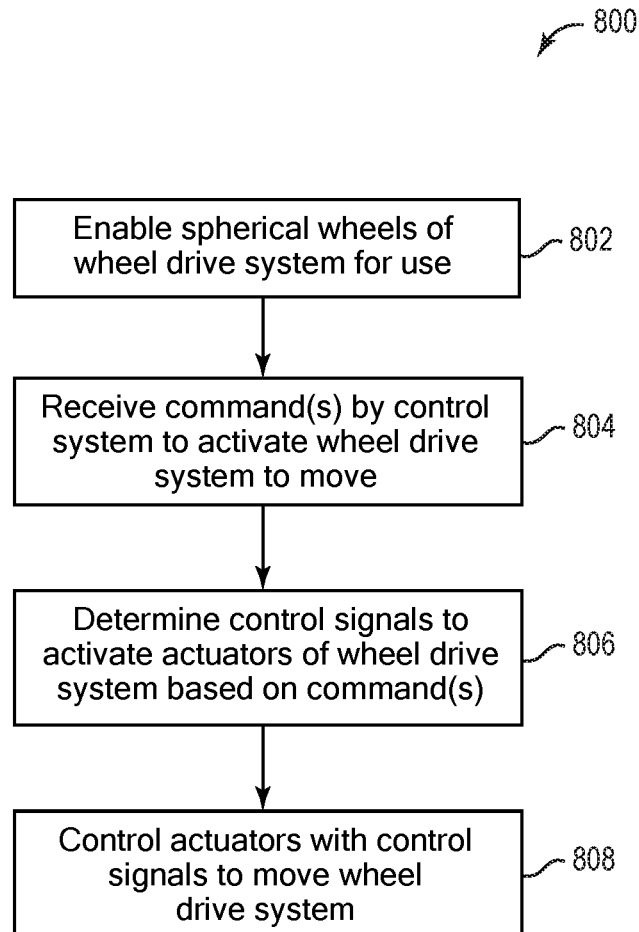 800
Enable spherical wheels of
wheel drive system for use
802
Receive command(s) by control
system to activate wheel drive
system to move
804
Determine control signals to
activate actuators of wheel drive
system based on command(s)
806
Control actuators with control
signals to move wheel
drive system
808